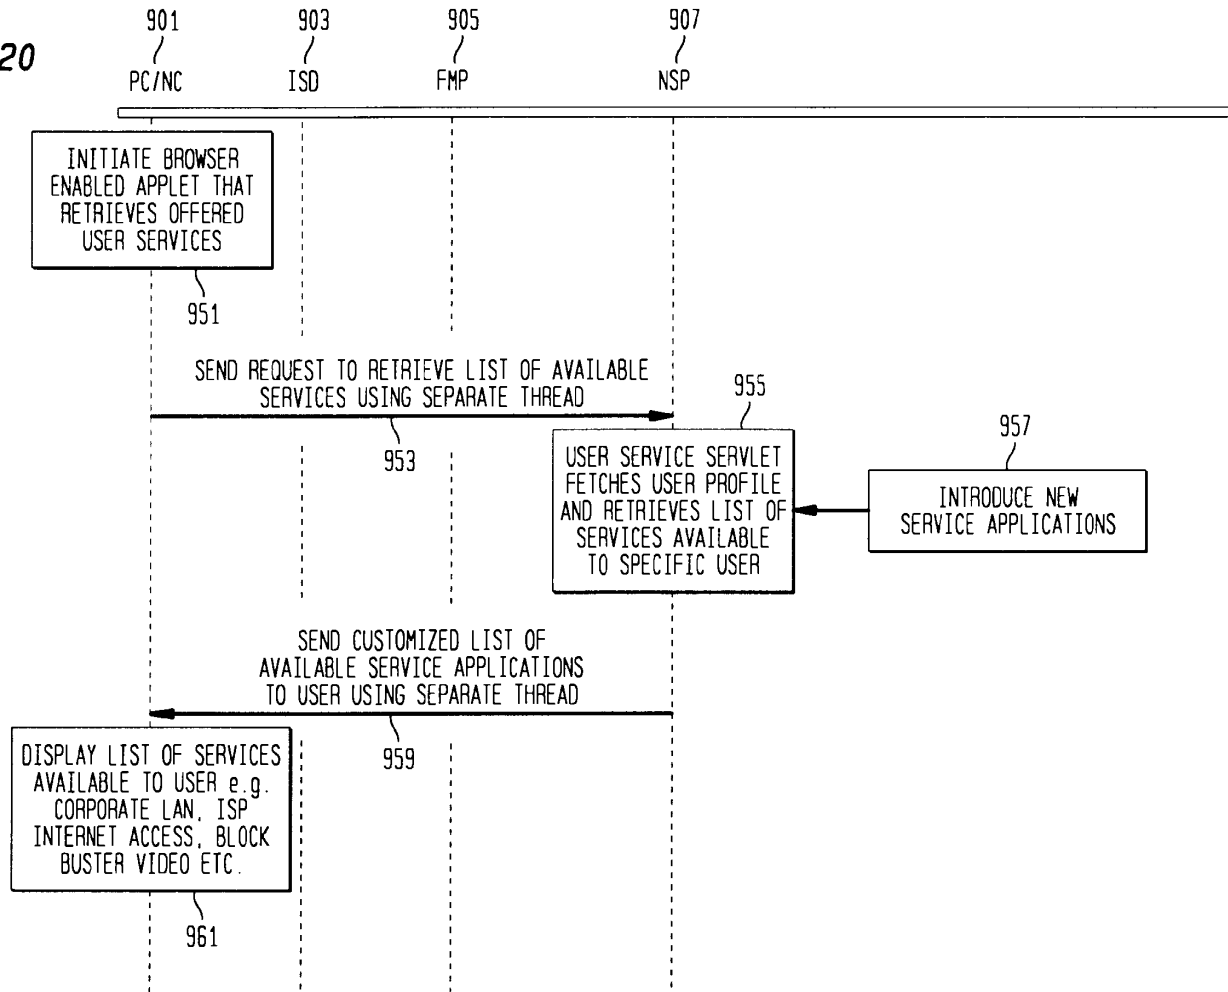 901 903 905 907
20
PC/NC ISD FMP NSP
INITIATE BROWSER
ENABLED APPLET THAT
RETRIEVES OFFERED
USER SERVICES
951
SEND REQUEST TO RETRIEVE LIST OF AVAILABLE
SERVICES USING SEPARATE THREAD
953
955
USER SERVICE SERVLET
FETCHES USER PROFILE
AND RETRIEVES LIST OF
SERVICES AVAILABLE
TO SPECIFIC USER
957
INTRODUCE NEW
SERVICE APPLICATIONS
SEND CUSTOMIZED LIST OF
AVAILABLE SERVICE APPLICATIONS
TO USER USING SEPARATE THREAD
959
DISPLAY LIST OF SERVICES
AVAILABLE TO USER e.g.
CORPORATE LAN, ISP
INTERNET ACCESS, BLOCK
BUSTER VIDEO ETC.
961